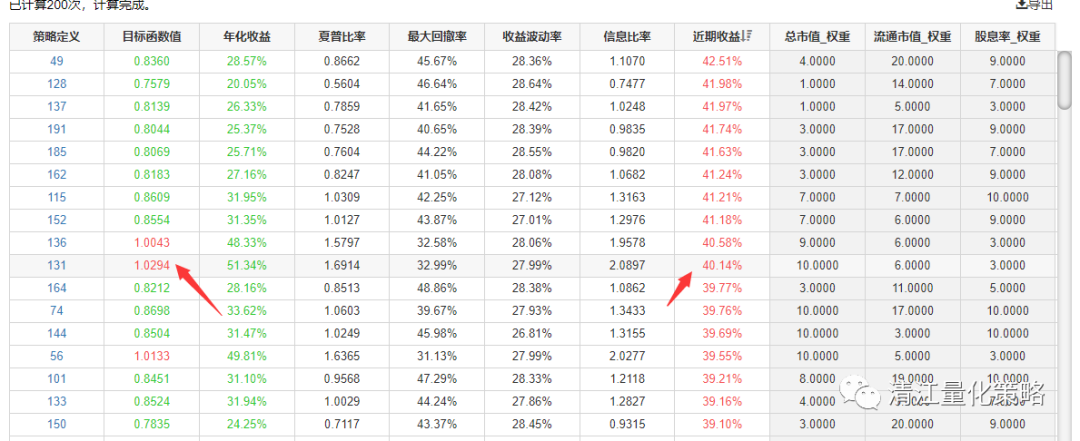 已计算200次，计算完成。 导出
策略定义 目标函数值 年化收益 夏普比率 最大回撤率 收益波动率 信息比率 近期收益 总市值_权重 流通市值_权重 股息率_权重
49 0.8360 28.57% 0.8662 45.67% 28.36% 1.1070 42.51% 4.0000 20.0000 9.0000
128 0.7579 20.05% 0.5604 46.64% 28.64% 0.7477 41.98% 1.0000 14.0000 7.0000
137 0.8139 26.33% 0.7859 41.65% 28.42% 1.0248 41.97% 1.0000 5.0000 3.0000
191 0.8044 25.37% 0.7528 40.65% 28.39% 0.9835 41.74% 3.0000 17.0000 9.0000
185 0.8069 25.71% 0.7604 44.22% 28.55% 0.9820 41.63% 3.0000 17.0000 7.0000
162 0.8183 27.16% 0.8247 41.05% 28.08% 1.0682 41.24% 3.0000 12.0000 9.0000
115 0.8609 31.95% 1.0309 42.25% 27.12% 1.3163 41.21% 7.0000 7.0000 10.0000
152 0.8554 31.35% 1.0127 43.87% 27.01% 1.2976 41.18% 7.0000 6.0000 9.0000
136 1.0043 48.33% 1.5797 32.58% 28.06% 1.9578 40.58% 9.0000 6.0000 3.0000
131 1.0294 51.34% 1.6914 32.99% 27.99% 2.0897 40.14% 10.0000 6.0000 3.0000
164 0.8212 28.16% 0.8513 48.86% 28.38% 1.0862 39.77% 3.0000 11.0000 5.0000
74 0.8698 33.62% 1.0603 39.67% 27.93% 1.3433 39.76% 10.0000 17.0000 10.0000
144 0.8504 31.47% 1.0249 45.98% 26.81% 1.3155 39.69% 10.0000 3.0000 10.0000
56 1.0133 49.81% 1.6365 31.13% 27.99% 2.0277 39.55% 10.0000 5.0000 3.0000
101 0.8451 31.10% 0.9568 47.29% 28.33% 1.2118 39.21% 8.0000 19.0000 10.0000
133 0.8524 31.94% 1.0029 44.24% 27.86% 1.2827 39.16% 4.0000
清江量化策略
150 0.7835 24.25% 0.7117 43.37% 28.45% 0.9315 39.10% 3.0000 20.0000 7.0000